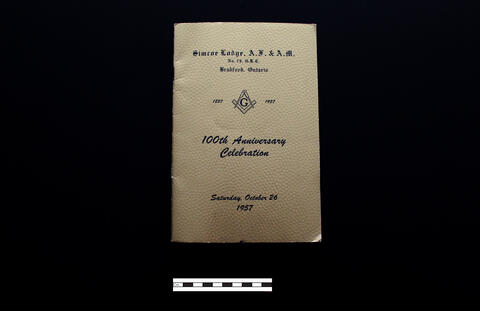 Simcoe Lodge, A.F. & A.M.
No. 79, G.R.C.
Bradford, Ontario
1857 G 1957
100th Anniversary
Celebration
Saturday, October 26
1957